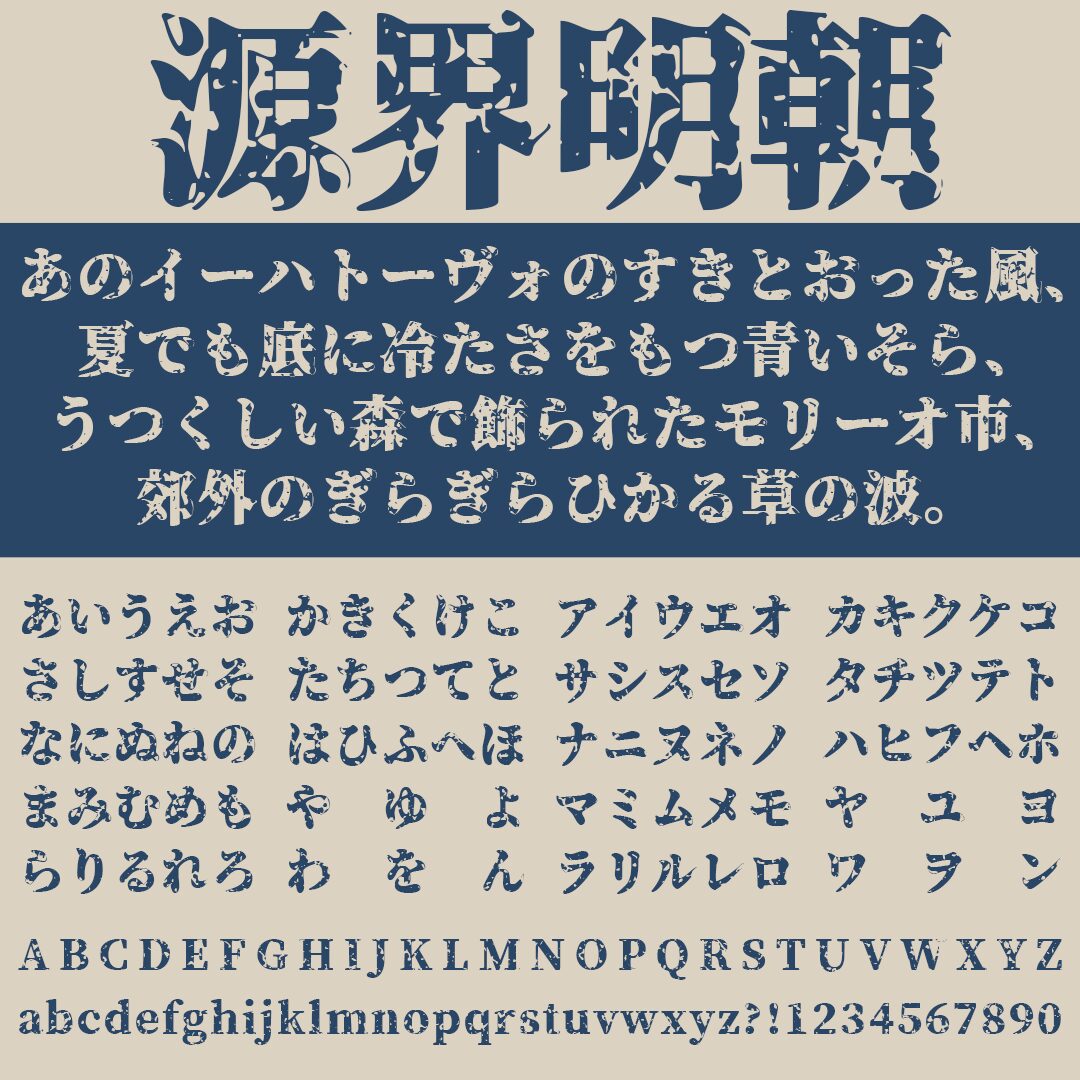 源界明朝
あのイーハトーヴォのすきとおった風、
夏でも底に冷たさをもつ青いそら、
うつくしい森で飾られたモリーオ市、
郊外のぎらぎらひかる草の波。
あいうえお かきくけこ アイウエオ カキクケコ
さしすせそ たちつてと サシスセソ タチツテト
なにぬねの はひふへほ ナニヌネノ ハヒフヘホ
まみむめも や ゆ よ マミムメモ ヤ ユ ヨ
らりるれろ わ を ん ラリルレロ ワ ヲ ン
ABCDEFGHIJKLMNOPQRSTUVWXYZ
abcdefghijklmnopqrstuvwxyz?!1234567890